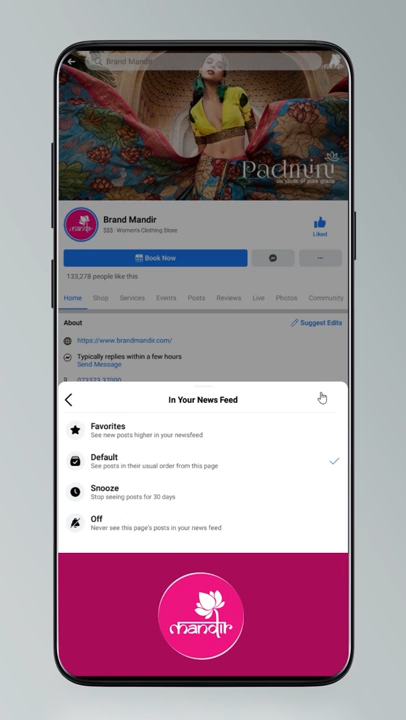 Brand Mandir
Padmini
mandir
Brand Mandir
$$$ · Women's Clothing Store
Liked
Book Now
133,278 people like this
Home Shop Services Events Posts Reviews Live Photos Community
About
Suggest Edits
https://www.brandmandir.com/
Typically replies within a few hours
Send Message
In Your News Feed
Favorites
See new posts higher in your newsfeed
Default
See posts in their usual order from this page
Snooze
Stop seeing posts for 30 days
Off
Never see this page's posts in your news feed
mandir